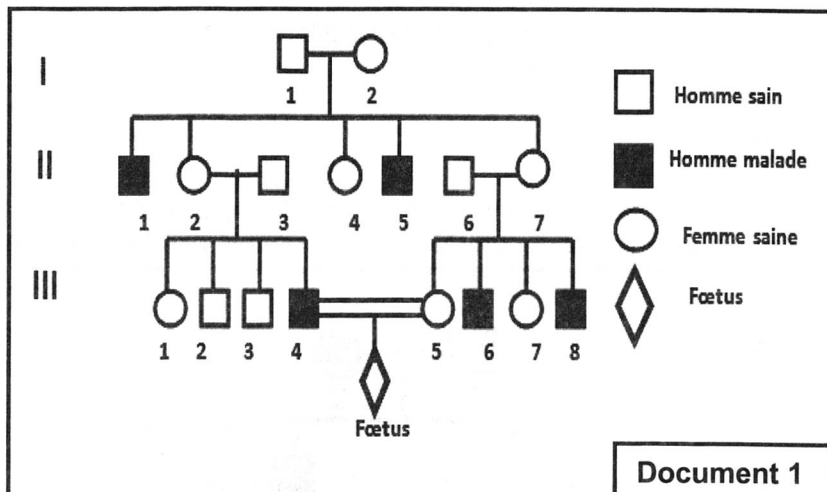 I
1 2
Homme sain
II
Homme malade
1 2 3 4 5 6 7
Femme saine
III
Fœtus
1 2 3 4 5 6 7 8
Fœtus
Document 1